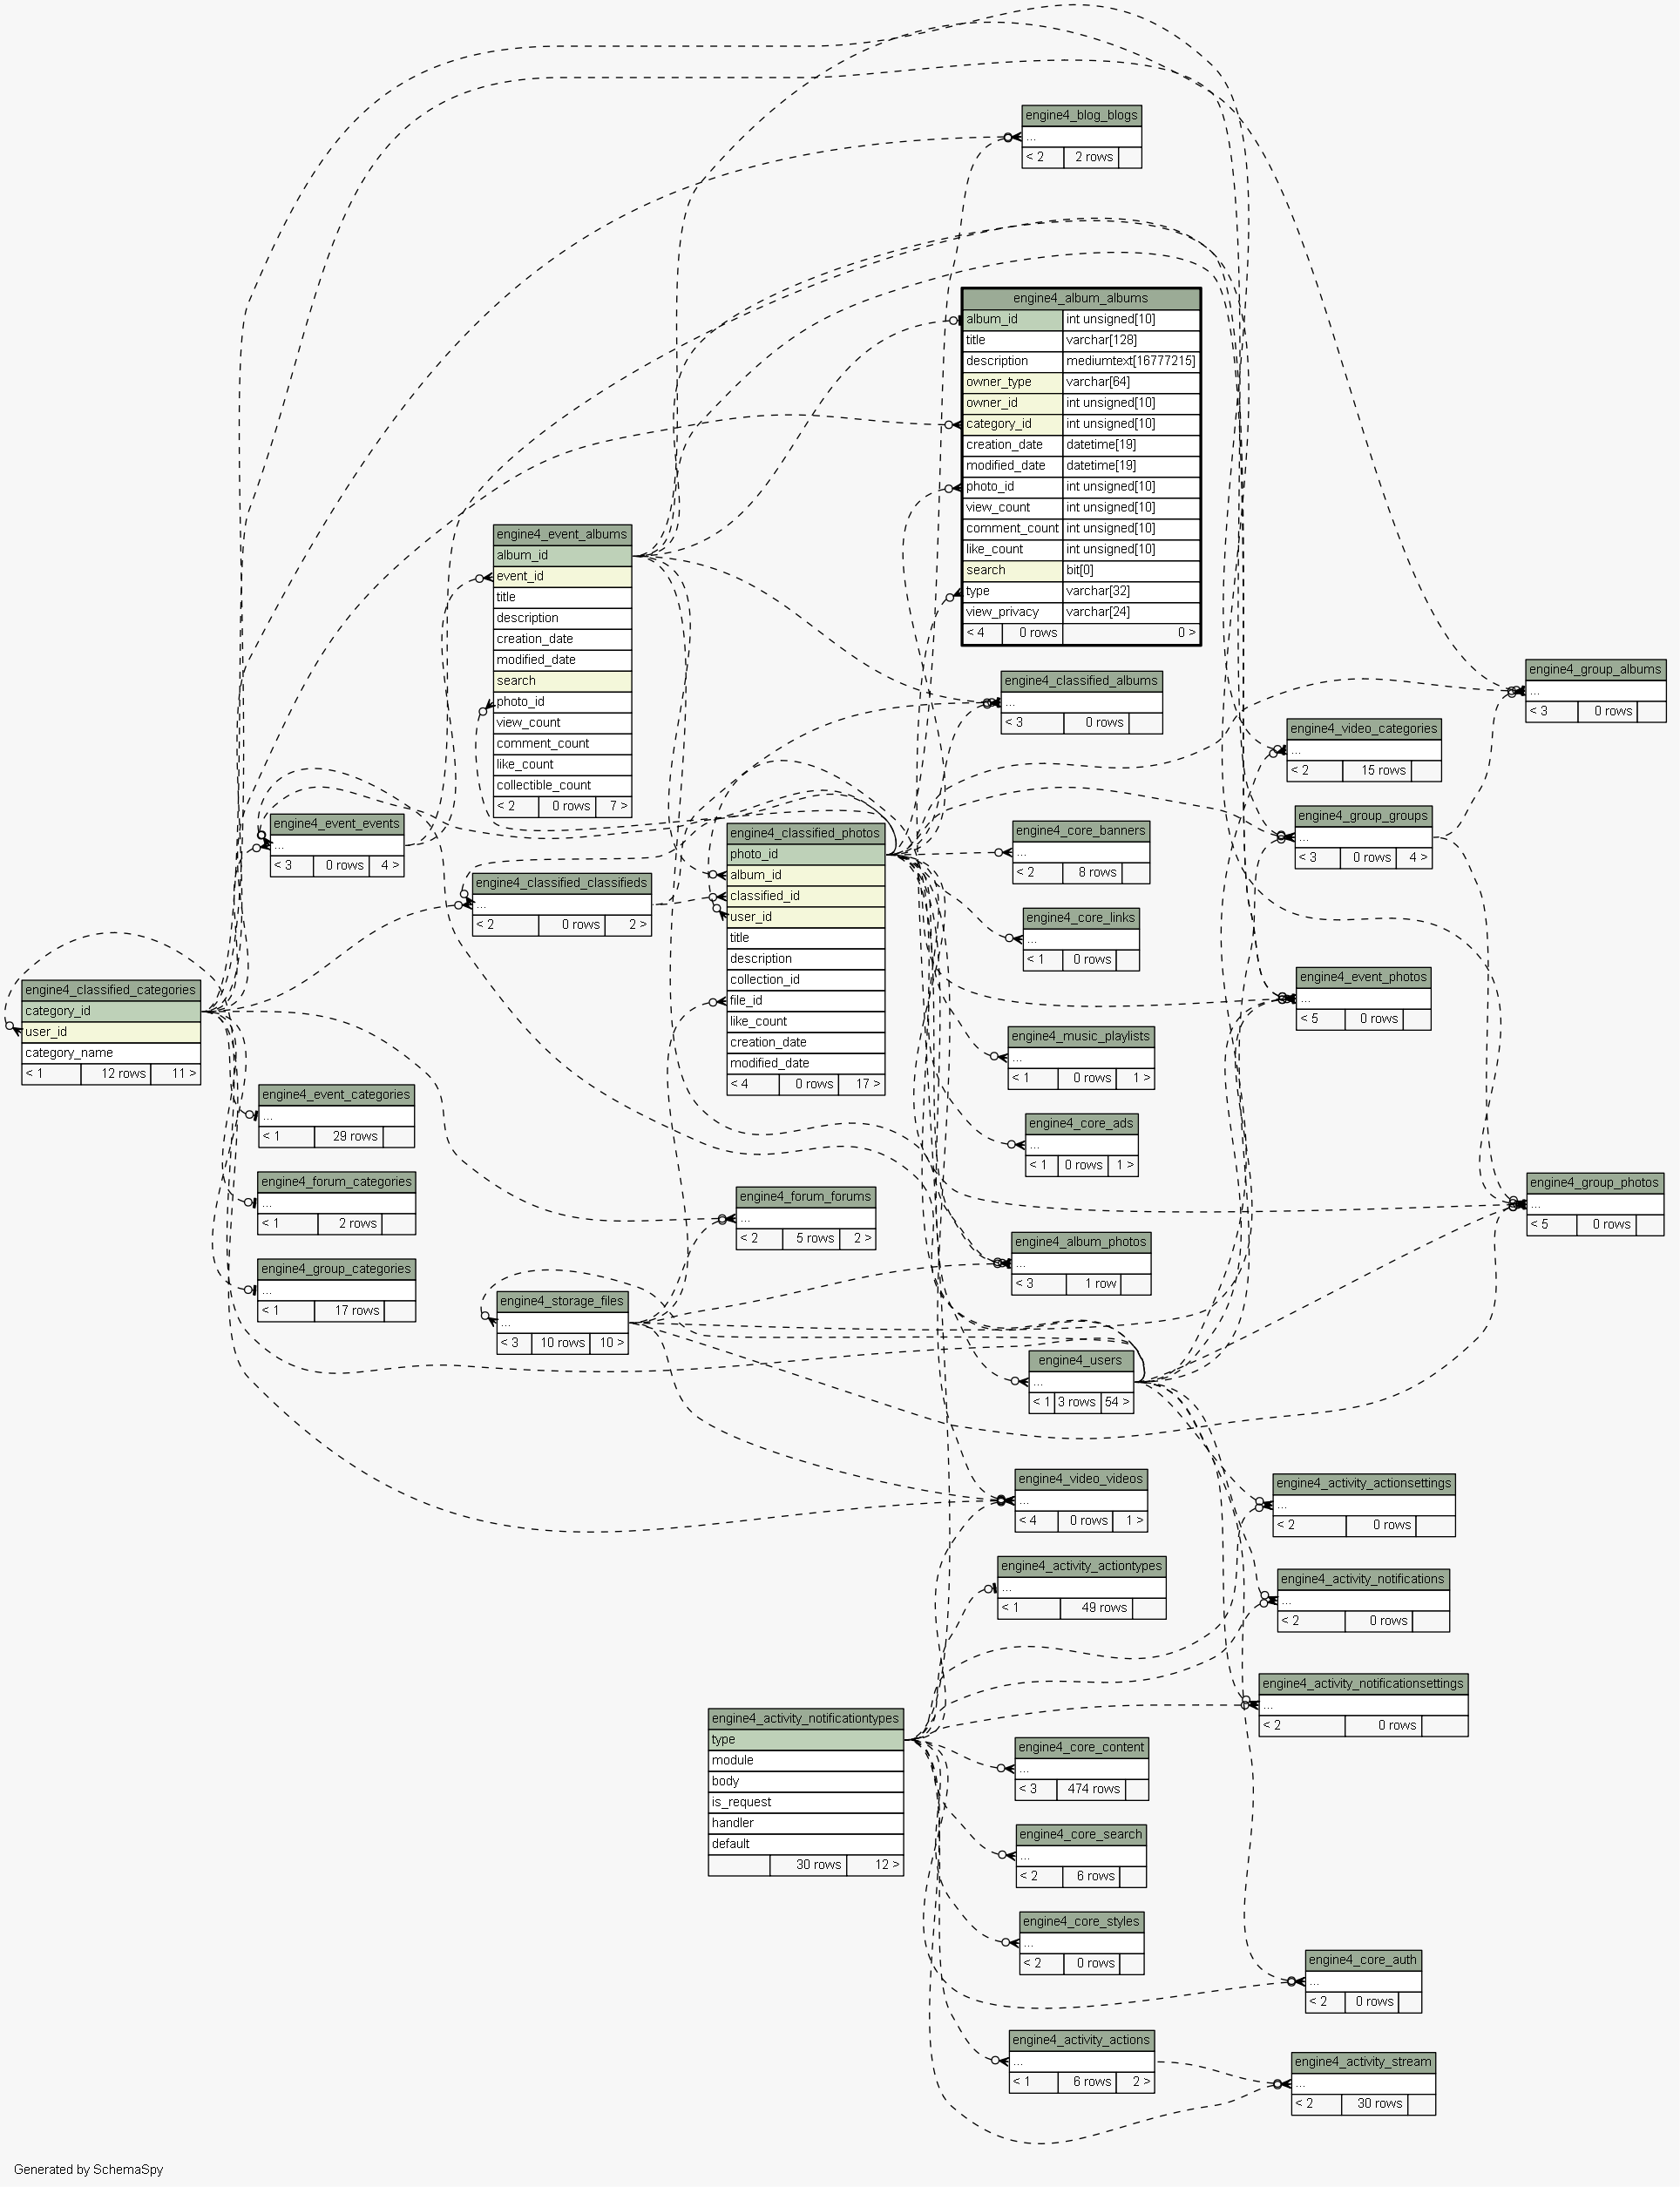 engine4_blog_blogs
...
< 2 2 rows
engine4_album_albums
album_id int unsigned[10]
title varchar[128]
description mediumtext[16777215]
owner_type varchar[64]
owner_id int unsigned[10]
category_id int unsigned[10]
creation_date datetime[19]
modified_date datetime[19]
photo_id int unsigned[10]
view_count int unsigned[10]
comment_count int unsigned[10]
like_count int unsigned[10]
search bit[0]
type varchar[32]
view_privacy varchar[24]
< 4 0 rows 0 >
engine4_event_albums
album_id
event_id
title
description
creation_date
modified_date
search
photo_id
view_count
comment_count
like_count
collectible_count
< 2 0 rows 7 >
engine4_classified_albums
...
< 3 0 rows
engine4_group_albums
...
< 3 0 rows
engine4_video_categories
...
< 2 15 rows
engine4_event_events
...
< 3 0 rows 4 >
engine4_group_groups
...
< 3 0 rows 4 >
engine4_classified_classifieds
...
< 2 0 rows 2 >
engine4_classified_photos
photo_id
album_id
classified_id
user_id
title
description
collection_id
file_id
like_count
creation_date
modified_date
< 4 0 rows 17 >
engine4_core_banners
...
< 2 8 rows
engine4_core_links
...
< 1 0 rows
engine4_event_photos
...
< 5 0 rows
engine4_classified_categories
category_id
user_id
category_name
< 1 12 rows 11 >
engine4_music_playlists
...
< 1 0 rows 1 >
engine4_event_categories
...
< 1 29 rows
engine4_core_ads
...
< 1 0 rows 1 >
engine4_forum_categories
...
< 1 2 rows
engine4_forum_forums
...
< 2 5 rows 2 >
engine4_group_photos
...
< 5 0 rows
engine4_album_photos
...
< 3 1 row
engine4_group_categories
...
< 1 17 rows
engine4_storage_files
...
< 3 10 rows 10 >
engine4_users
...
< 1 3 rows 54 >
engine4_video_videos
...
< 4 0 rows 1 >
engine4_activity_actionsettings
...
< 2 0 rows
engine4_activity_actiontypes
...
< 1 49 rows
engine4_activity_notifications
...
< 2 0 rows
engine4_activity_notificationsettings
...
< 2 0 rows
engine4_activity_notificationtypes
type
module
body
is_request
handler
default
30 rows 12 >
engine4_core_content
...
< 3 474 rows
engine4_core_search
...
< 2 6 rows
engine4_core_styles
...
< 2 0 rows
engine4_core_auth
...
< 2 0 rows
engine4_activity_actions
...
< 1 6 rows 2 >
engine4_activity_stream
...
< 2 30 rows
Generated by SchemaSpy